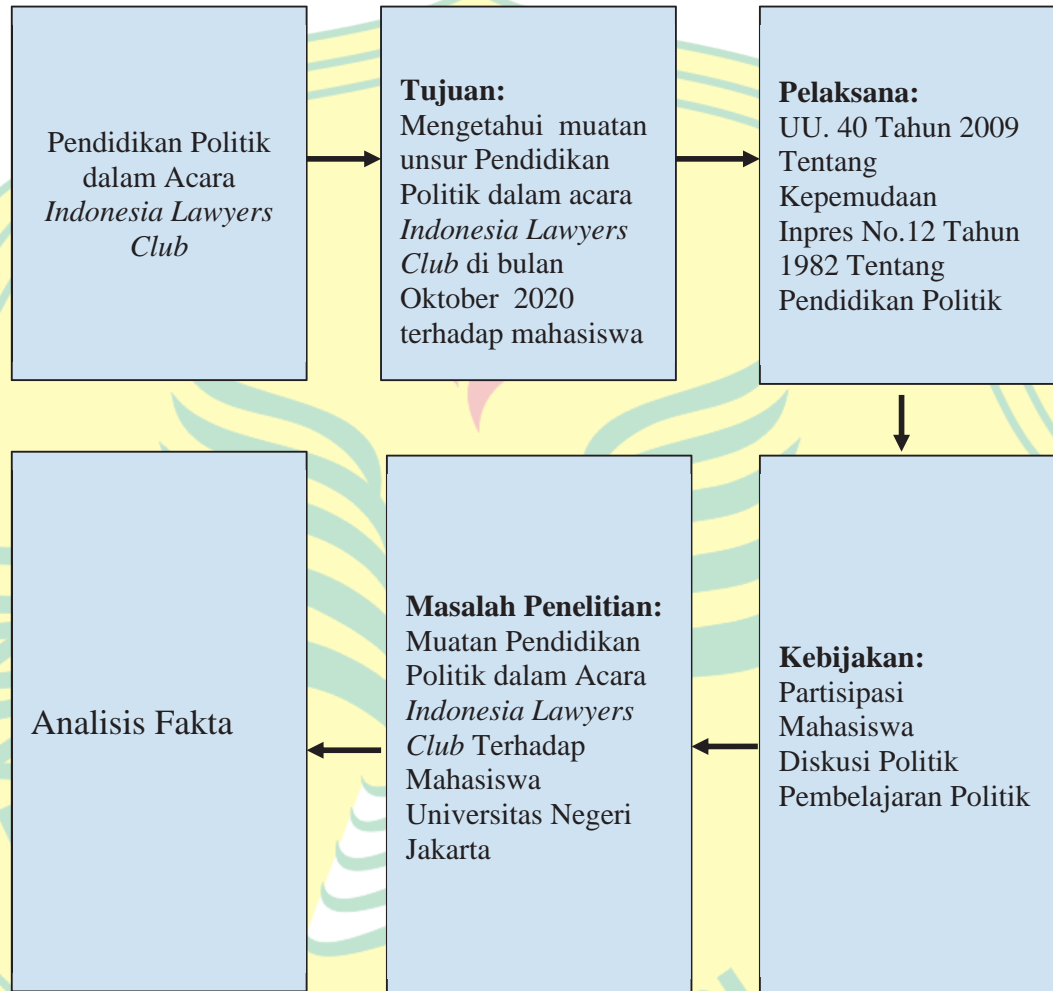 Pendidikan Politik
dalam Acara
Indonesia Lawyers
Club
Tujuan:
Mengetahui muatan
unsur Pendidikan
Politik dalam acara
Indonesia Lawyers
Club di bulan
Oktober 2020
terhadap mahasiswa
Pelaksana:
UU. 40 Tahun 2009
Tentang
Kepemudaan
Inpres No.12 Tahun
1982 Tentang
Pendidikan Politik
Kebijakan:
Partisipasi
Mahasiswa
Diskusi Politik
Pembelajaran Politik
Masalah Penelitian:
Muatan Pendidikan
Politik dalam Acara
Indonesia Lawyers
Club Terhadap
Mahasiswa
Universitas Negeri
Jakarta
Analisis Fakta